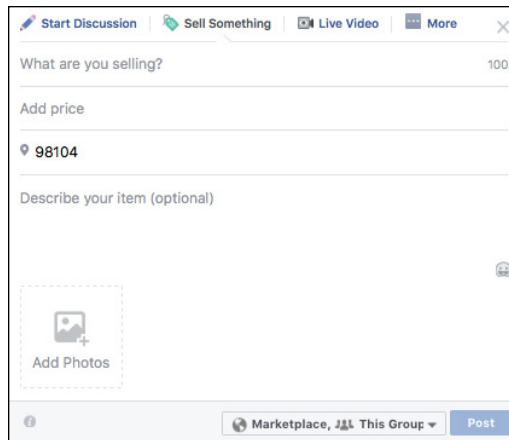 Start Discussion Sell Something Live Video More
What are you selling? 100
Add price
98104
Describe your item (optional)
Add Photos
Marketplace, This Group Post